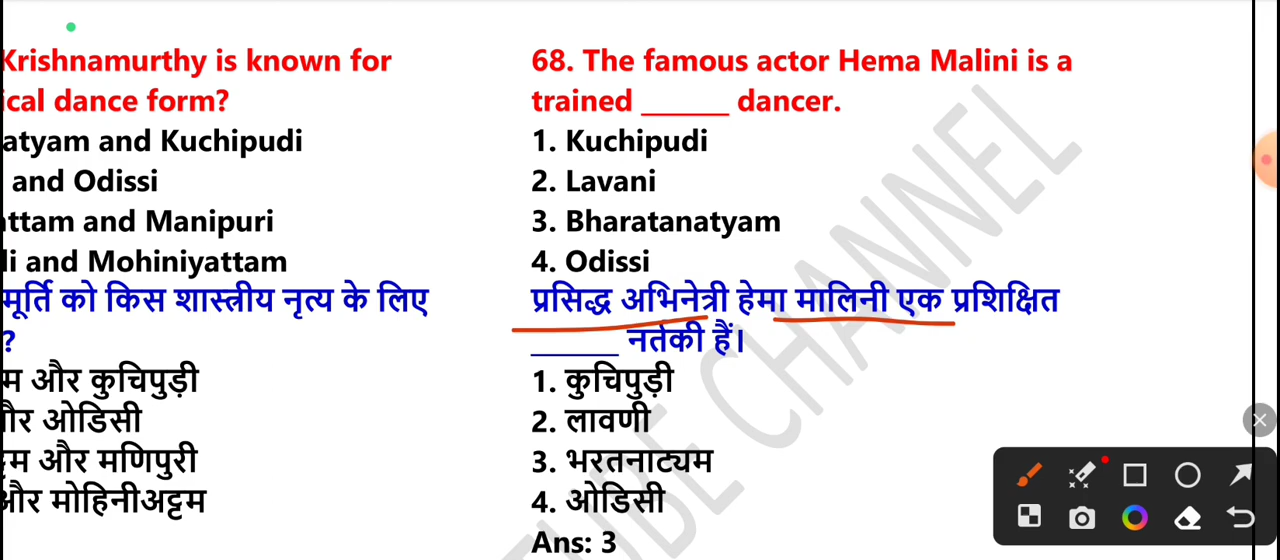 Krishnamurthy is known for
ical dance form?
atyam and Kuchipudi
and Odissi
attam and Manipuri
i and Mohiniyattam
मूर्ति को किस शास्त्रीय नृत्य के लिए
?
म और कुचिपुड़ी
और ओडिसी
म और मणिपुरी
और मोहिनीअट्टम
68. The famous actor Hema Malini is a
trained ______ dancer.
1. Kuchipudi
2. Lavani
3. Bharatanatyam
4. Odissi
प्रसिद्ध अभिनेत्री हेमा मालिनी एक प्रशिक्षित
______ नर्तकी हैं।
1. कुचिपुड़ी
2. लावणी
3. भरतनाट्यम
4. ओडिसी
Ans: 3
UBE CHANNEL